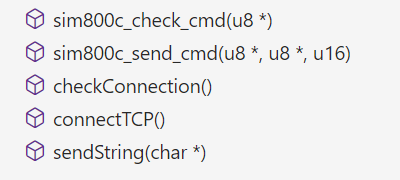 sim800c_check_cmd(u8 *)
sim800c_send_cmd(u8 *, u8 *, u16)
checkConnection()
connectTCP()
sendString(char *)